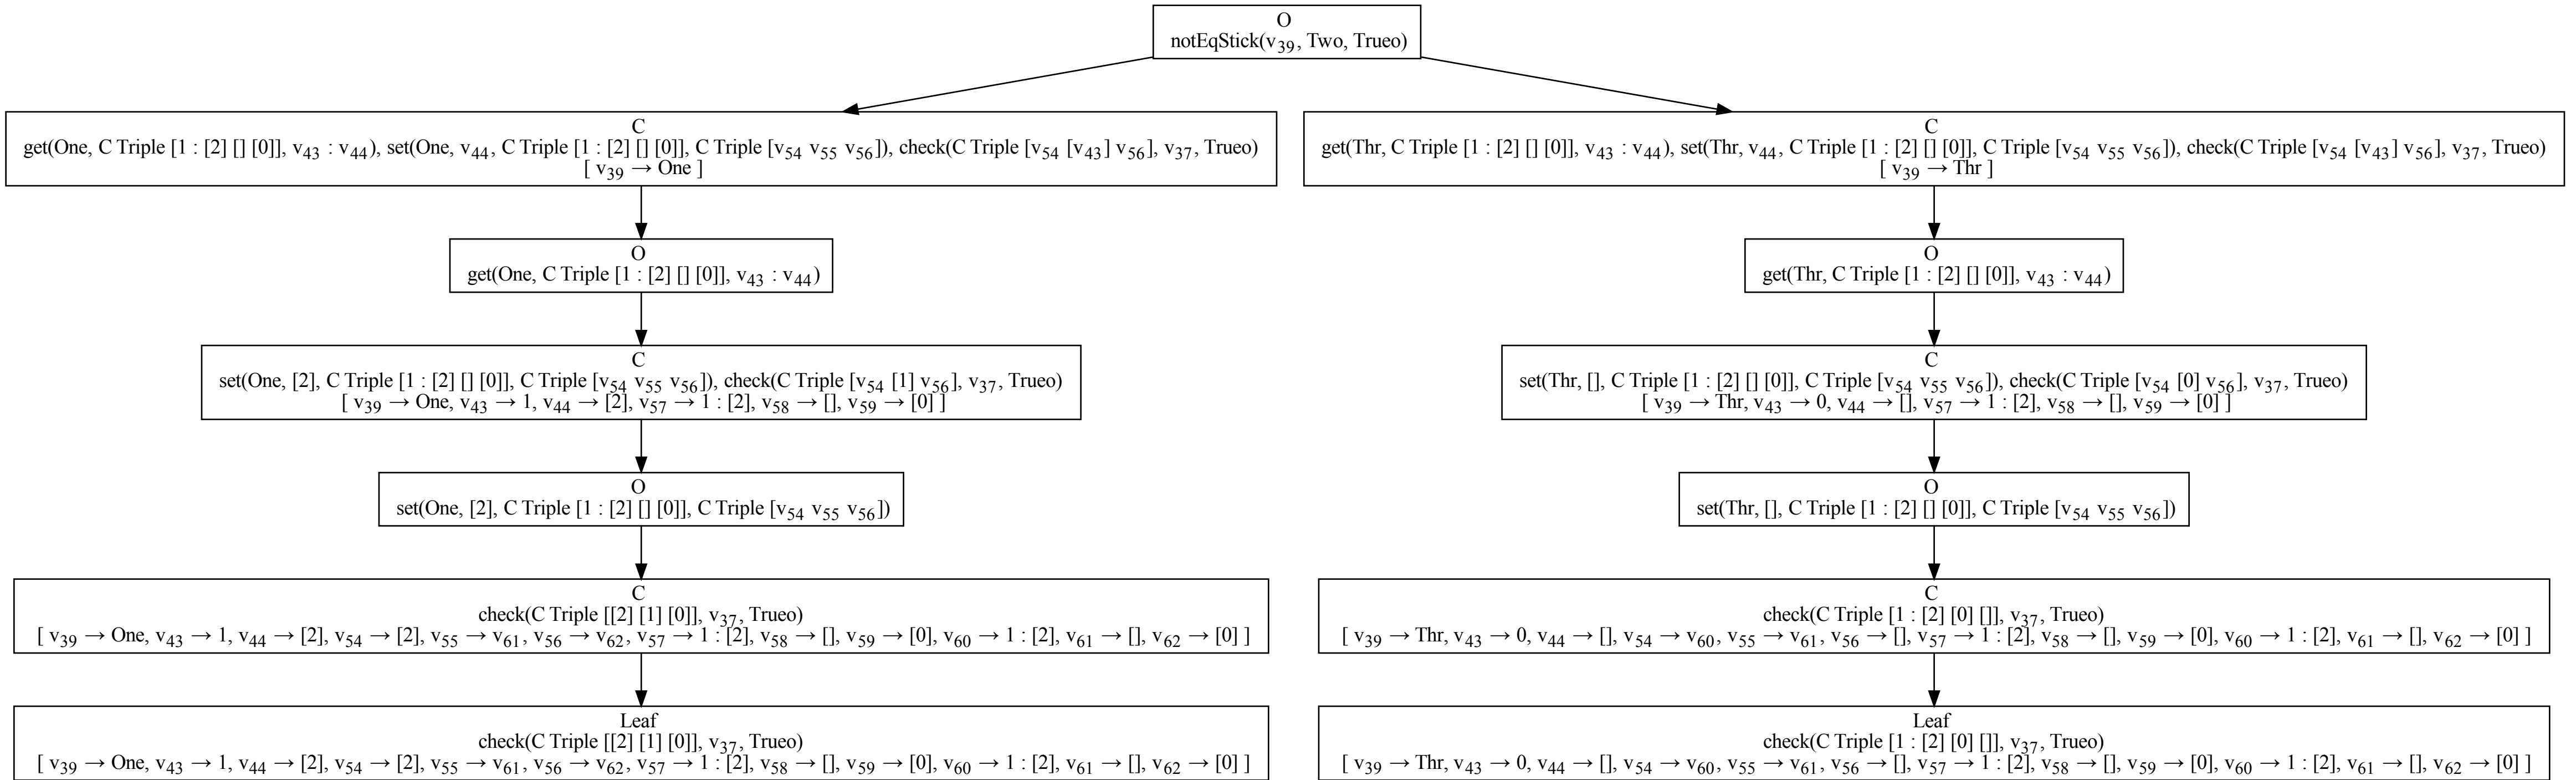 O
notEqStick(v39, Two, Trueo)
C
get(One, C Triple [1 : [2] [] [0]], v43 : v44), set(One, v44, C Triple [1 : [2] [] [0]], C Triple [v54 v55 v56]), check(C Triple [v54 [v43] v56], v37, Trueo)
[ v39 → One ]
C
get(Thr, C Triple [1 : [2] [] [0]], v43 : v44), set(Thr, v44, C Triple [1 : [2] [] [0]], C Triple [v54 v55 v56]), check(C Triple [v54 [v43] v56], v37, Trueo)
[ v39 → Thr ]
O
get(One, C Triple [1 : [2] [] [0]], v43 : v44)
O
get(Thr, C Triple [1 : [2] [] [0]], v43 : v44)
C
set(One, [2], C Triple [1 : [2] [] [0]], C Triple [v54 v55 v56]), check(C Triple [v54 [1] v56], v37, Trueo)
[ v39 → One, v43 → 1, v44 → [2], v57 → 1 : [2], v58 → [], v59 → [0] ]
C
set(Thr, [], C Triple [1 : [2] [] [0]], C Triple [v54 v55 v56]), check(C Triple [v54 [0] v56], v37, Trueo)
[ v39 → Thr, v43 → 0, v44 → [], v57 → 1 : [2], v58 → [], v59 → [0] ]
O
set(One, [2], C Triple [1 : [2] [] [0]], C Triple [v54 v55 v56])
O
set(Thr, [], C Triple [1 : [2] [] [0]], C Triple [v54 v55 v56])
C
check(C Triple [[2] [1] [0]], v37, Trueo)
[ v39 → One, v43 → 1, v44 → [2], v54 → [2], v55 → v61, v56 → v62, v57 → 1 : [2], v58 → [], v59 → [0], v60 → 1 : [2], v61 → [], v62 → [0] ]
C
check(C Triple [1 : [2] [0] []], v37, Trueo)
[ v39 → Thr, v43 → 0, v44 → [], v54 → v60, v55 → v61, v56 → [], v57 → 1 : [2], v58 → [], v59 → [0], v60 → 1 : [2], v61 → [], v62 → [0] ]
Leaf
check(C Triple [[2] [1] [0]], v37, Trueo)
[ v39 → One, v43 → 1, v44 → [2], v54 → [2], v55 → v61, v56 → v62, v57 → 1 : [2], v58 → [], v59 → [0], v60 → 1 : [2], v61 → [], v62 → [0] ]
Leaf
check(C Triple [1 : [2] [0] []], v37, Trueo)
[ v39 → Thr, v43 → 0, v44 → [], v54 → v60, v55 → v61, v56 → [], v57 → 1 : [2], v58 → [], v59 → [0], v60 → 1 : [2], v61 → [], v62 → [0] ]